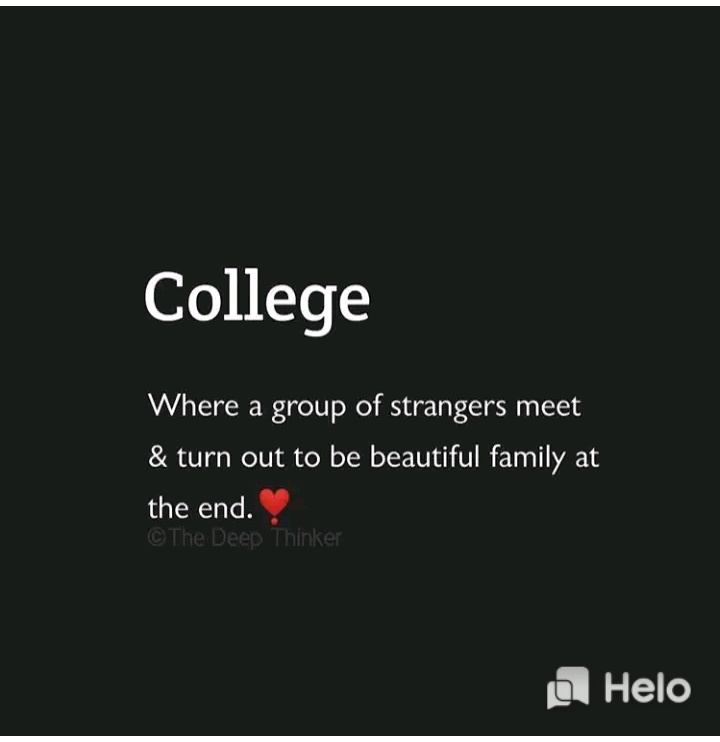 College
Where a group of strangers meet
& turn out to be beautiful family at
the end.❣️
©The Deep Thinker
Helo